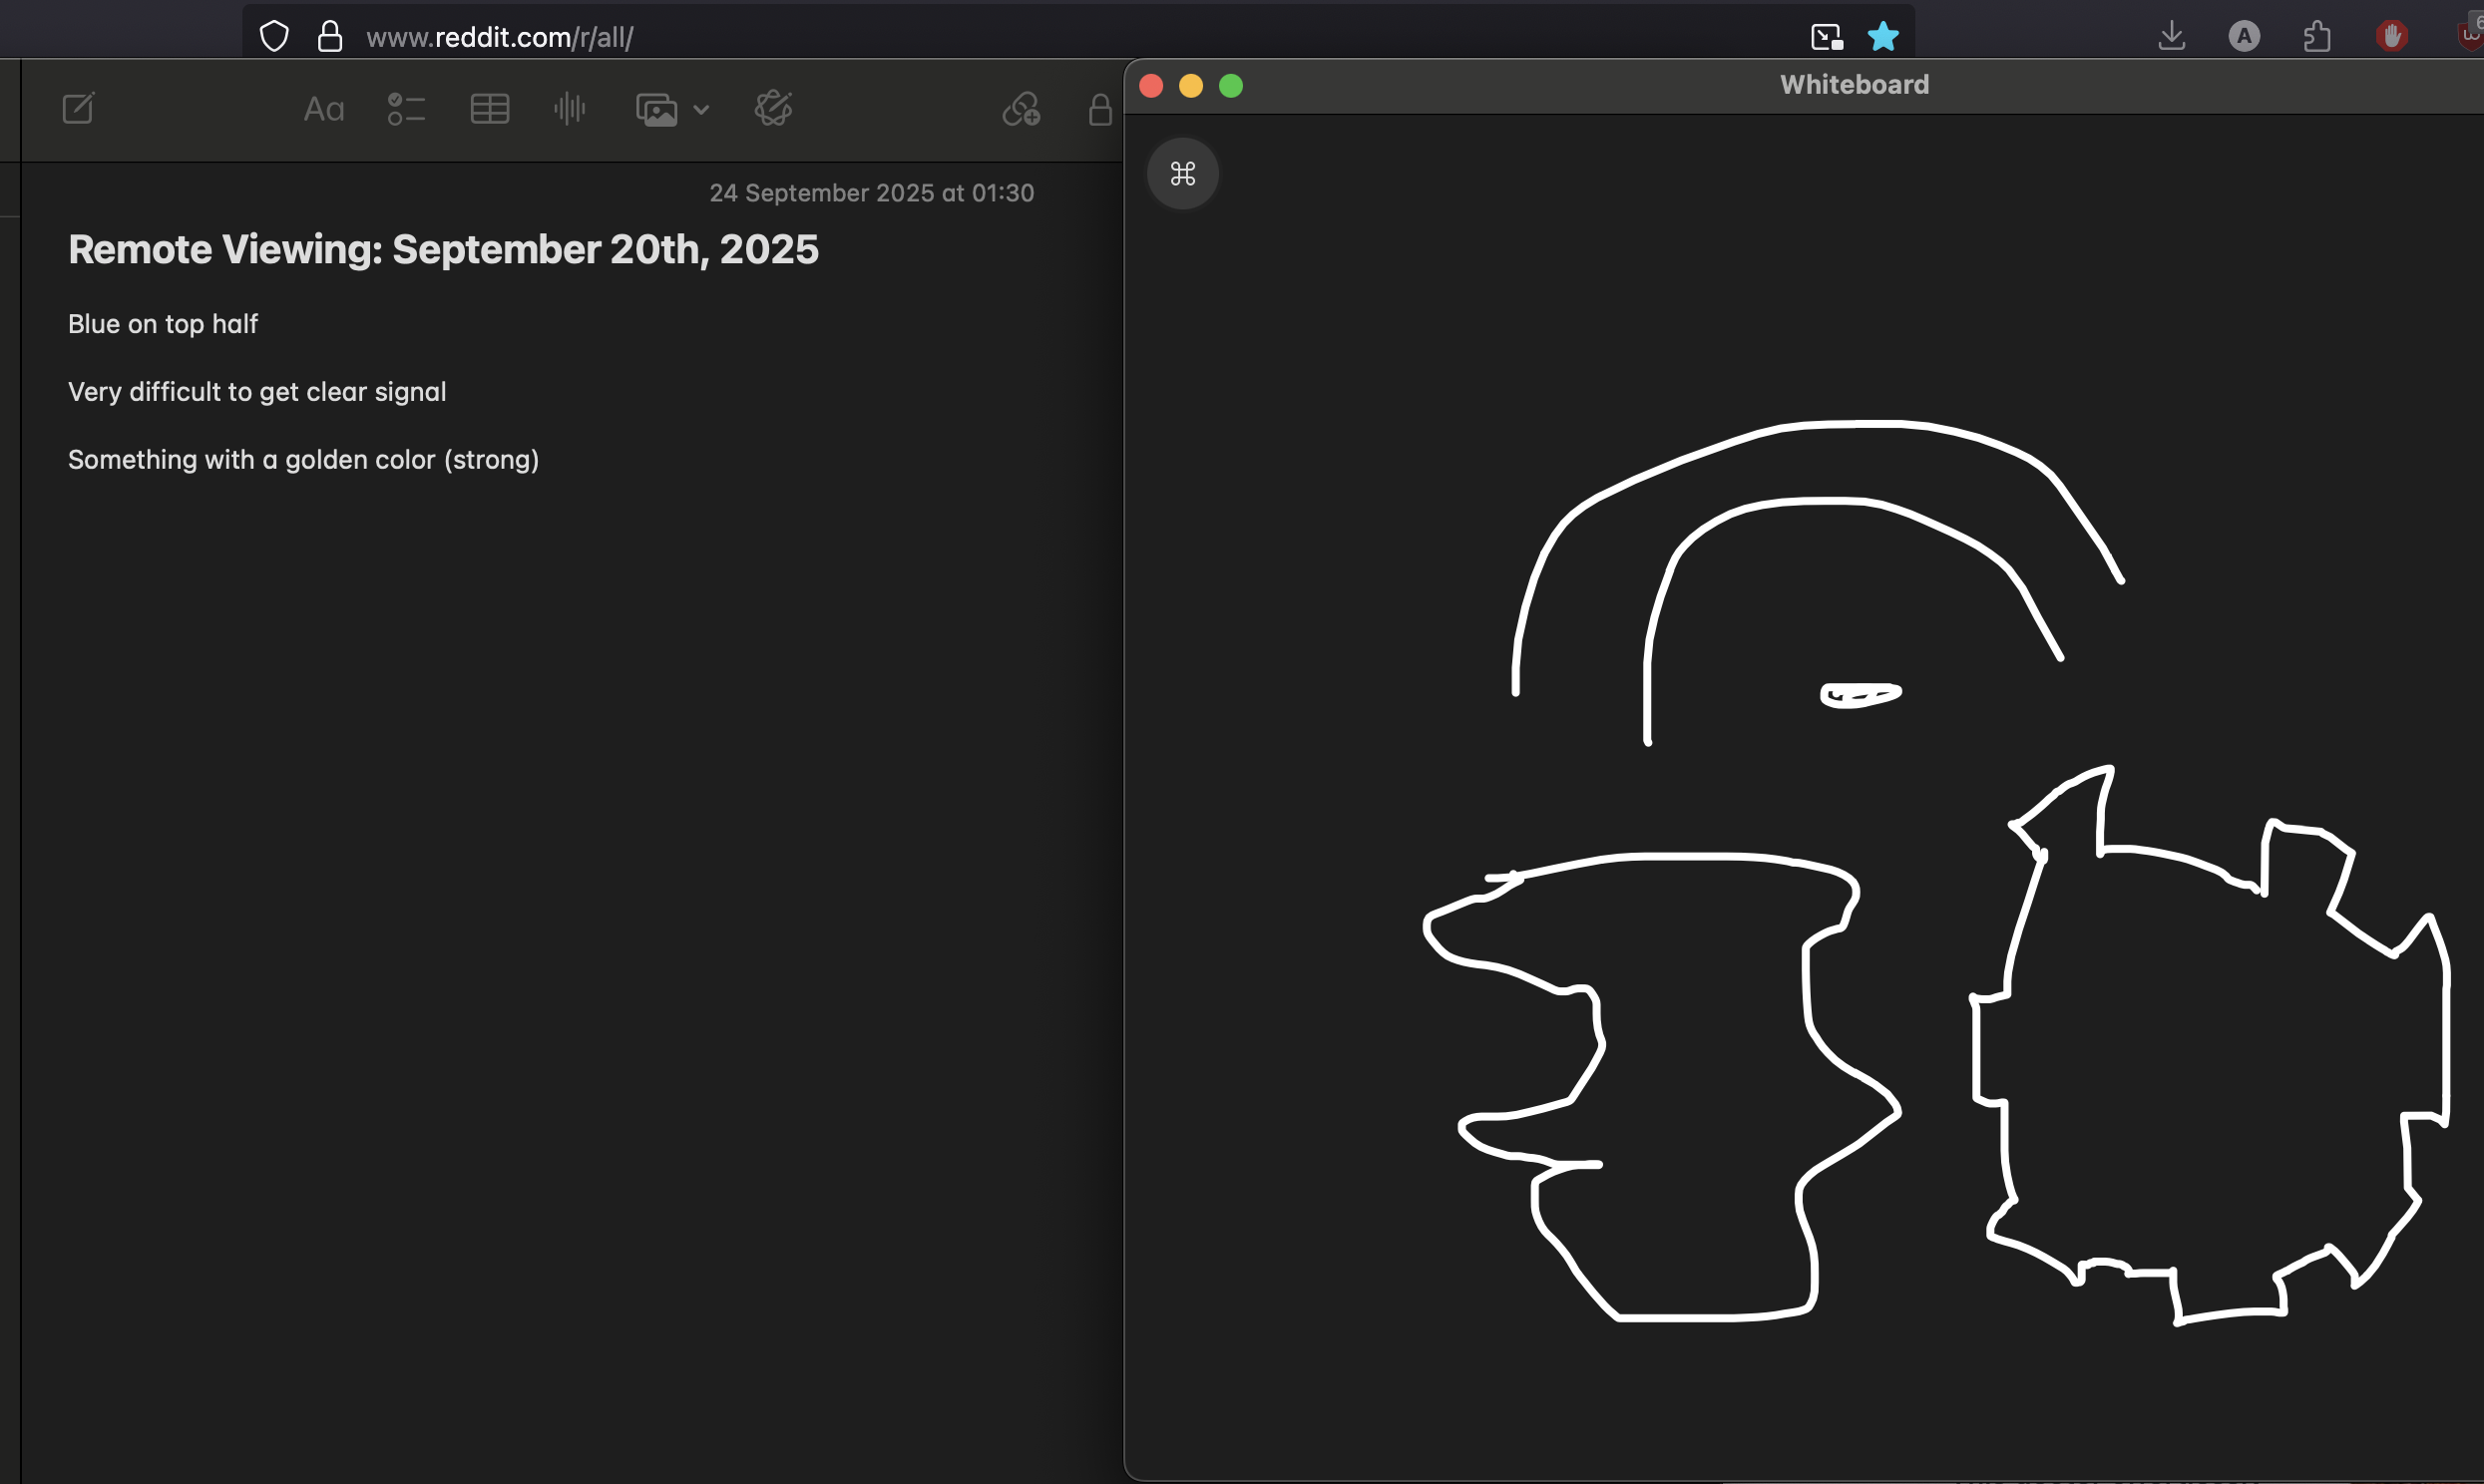 www.reddit.com/r/all/
Aa
A
Whiteboard
24 September 2025 at 01:30
Remote Viewing: September 20th, 2025
Blue on top half
Very difficult to get clear signal
Something with a golden color (strong)